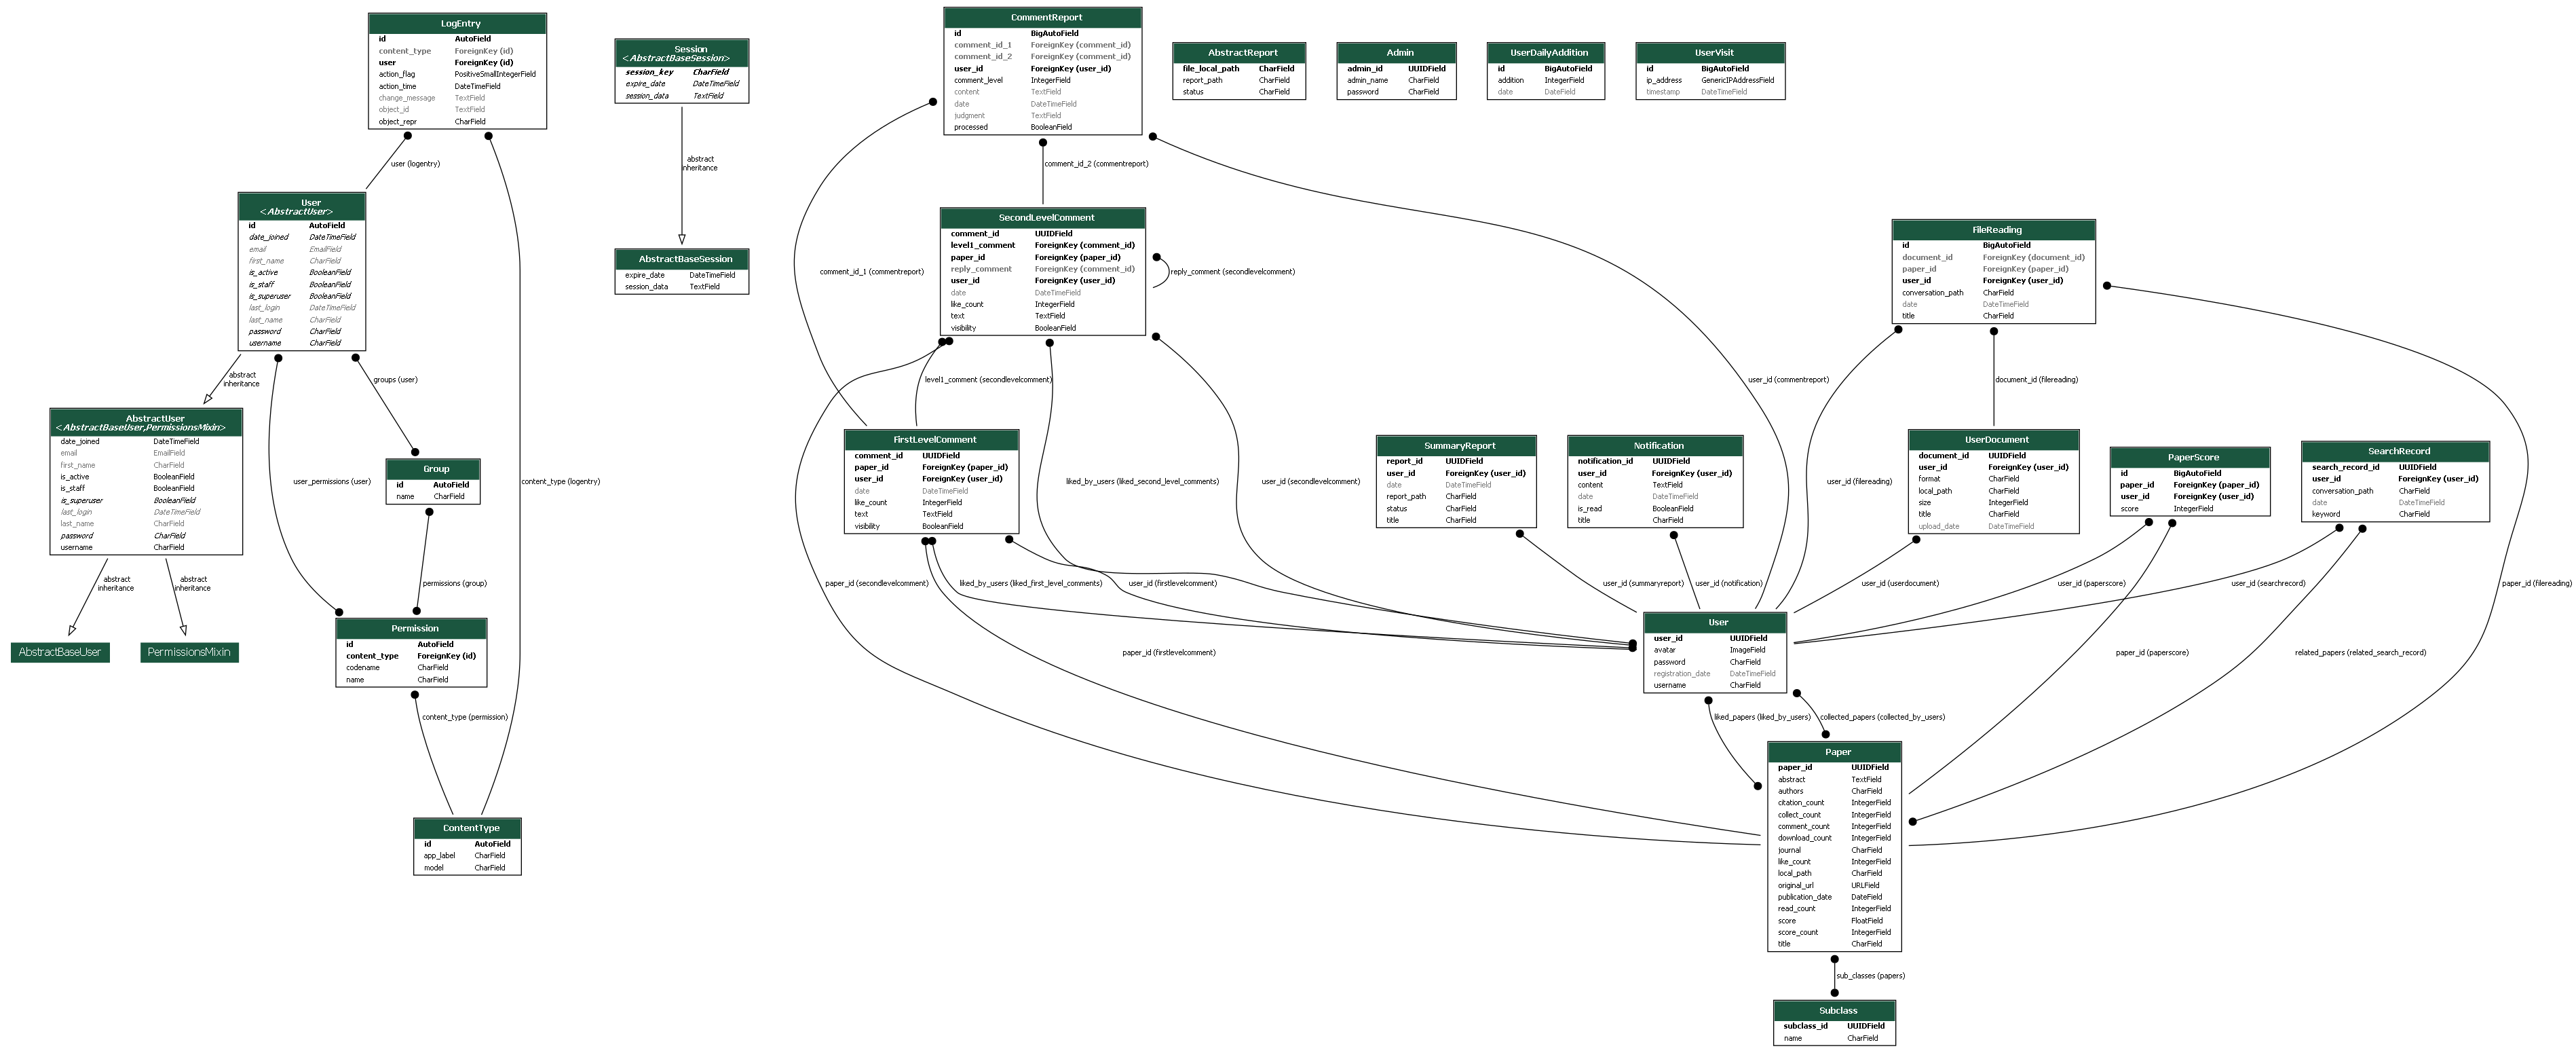 LogEntry
id AutoField
content_type ForeignKey (id)
user ForeignKey (id)
action_flag PositiveSmallIntegerField
action_time DateTimeField
change_message TextField
object_id TextField
object_repr CharField
user (logentry)
User
<AbstractUser>
id AutoField
date_joined DateTimeField
email EmailField
first_name CharField
is_active BooleanField
is_staff BooleanField
is_superuser BooleanField
last_login DateTimeField
last_name CharField
password CharField
username CharField
abstract
inheritance
groups (user)
AbstractUser
<AbstractBaseUser,PermissionsMixin>
date_joined DateTimeField
email EmailField
first_name CharField
is_active BooleanField
is_staff BooleanField
is_superuser BooleanField
last_login DateTimeField
last_name CharField
password CharField
username CharField
user_permissions (user)
content_type (logentry)
Group
id AutoField
name CharField
abstract
inheritance
abstract
inheritance
permissions (group)
AbstractBaseUser
PermissionsMixin
Permission
id AutoField
content_type ForeignKey (id)
codename CharField
name CharField
content_type (permission)
ContentType
id AutoField
app_label CharField
model CharField
Session
<AbstractBaseSession>
session_key CharField
expire_date DateTimeField
session_data TextField
abstract
inheritance
AbstractBaseSession
expire_date DateTimeField
session_data TextField
CommentReport
id BigAutoField
comment_id_1 ForeignKey (comment_id)
comment_id_2 ForeignKey (comment_id)
user_id ForeignKey (user_id)
comment_level IntegerField
content TextField
date DateTimeField
judgment TextField
processed BooleanField
AbstractReport
file_local_path CharField
report_path CharField
status CharField
Admin
admin_id UUIDField
admin_name CharField
password CharField
UserDailyAddition
id BigAutoField
addition IntegerField
date DateField
UserVisit
id BigAutoField
ip_address GenericIPAddressField
timestamp DateTimeField
comment_id_2 (commentreport)
SecondLevelComment
comment_id UUIDField
level1_comment ForeignKey (comment_id)
paper_id ForeignKey (paper_id)
reply_comment ForeignKey (comment_id)
user_id ForeignKey (user_id)
date DateTimeField
like_count IntegerField
text TextField
visibility BooleanField
comment_id_1 (commentreport)
reply_comment (secondlevelcomment)
FileReading
id BigAutoField
document_id ForeignKey (document_id)
paper_id ForeignKey (paper_id)
user_id ForeignKey (user_id)
conversation_path CharField
date DateTimeField
title CharField
level1_comment (secondlevelcomment)
user_id (commentreport)
document_id (filereading)
FirstLevelComment
comment_id UUIDField
paper_id ForeignKey (paper_id)
user_id ForeignKey (user_id)
date DateTimeField
like_count IntegerField
text TextField
visibility BooleanField
liked_by_users (liked_second_level_comments)
user_id (secondlevelcomment)
SummaryReport
report_id UUIDField
user_id ForeignKey (user_id)
date DateTimeField
report_path CharField
status CharField
title CharField
Notification
notification_id UUIDField
user_id ForeignKey (user_id)
content TextField
date DateTimeField
is_read BooleanField
title CharField
user_id (filereading)
UserDocument
document_id UUIDField
user_id ForeignKey (user_id)
format CharField
local_path CharField
size IntegerField
title CharField
upload_date DateTimeField
PaperScore
id BigAutoField
paper_id ForeignKey (paper_id)
user_id ForeignKey (user_id)
score IntegerField
SearchRecord
search_record_id UUIDField
user_id ForeignKey (user_id)
conversation_path CharField
date DateTimeField
keyword CharField
paper_id (secondlevelcomment)
liked_by_users (liked_first_level_comments)
user_id (firstlevelcomment)
user_id (summaryreport)
user_id (notification)
user_id (userdocument)
user_id (paperscore)
user_id (searchrecord)
paper_id (filereading)
paper_id (firstlevelcomment)
User
user_id UUIDField
avatar ImageField
password CharField
registration_date DateTimeField
username CharField
paper_id (paperscore)
related_papers (related_search_record)
liked_papers (liked_by_users)
collected_papers (collected_by_users)
Paper
paper_id UUIDField
abstract TextField
authors CharField
citation_count IntegerField
collect_count IntegerField
comment_count IntegerField
download_count IntegerField
journal CharField
like_count IntegerField
local_path CharField
original_url URLField
publication_date DateField
read_count IntegerField
score FloatField
score_count IntegerField
title CharField
sub_classes (papers)
Subclass
subclass_id UUIDField
name CharField